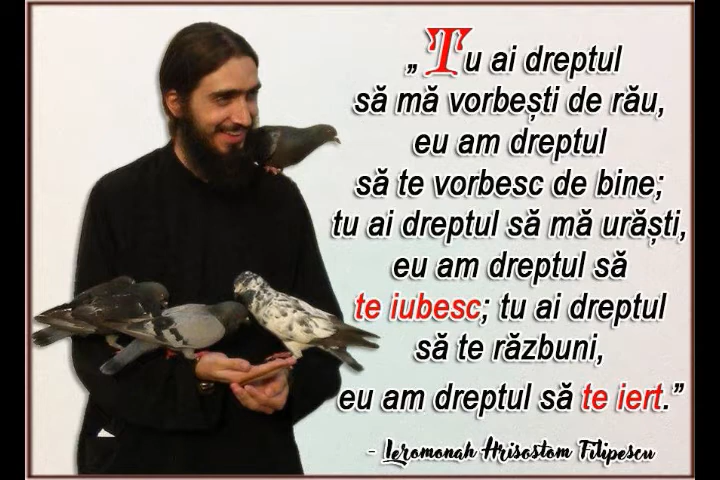 „Tu ai dreptul
să mă vorbești de rău,
eu am dreptul
să te vorbesc de bine;
tu ai dreptul să mă urăști,
eu am dreptul să
te iubesc; tu ai dreptul
să te răzbuni,
eu am dreptul să te iert.”
- Ieromonah Hrisostom Filipescu